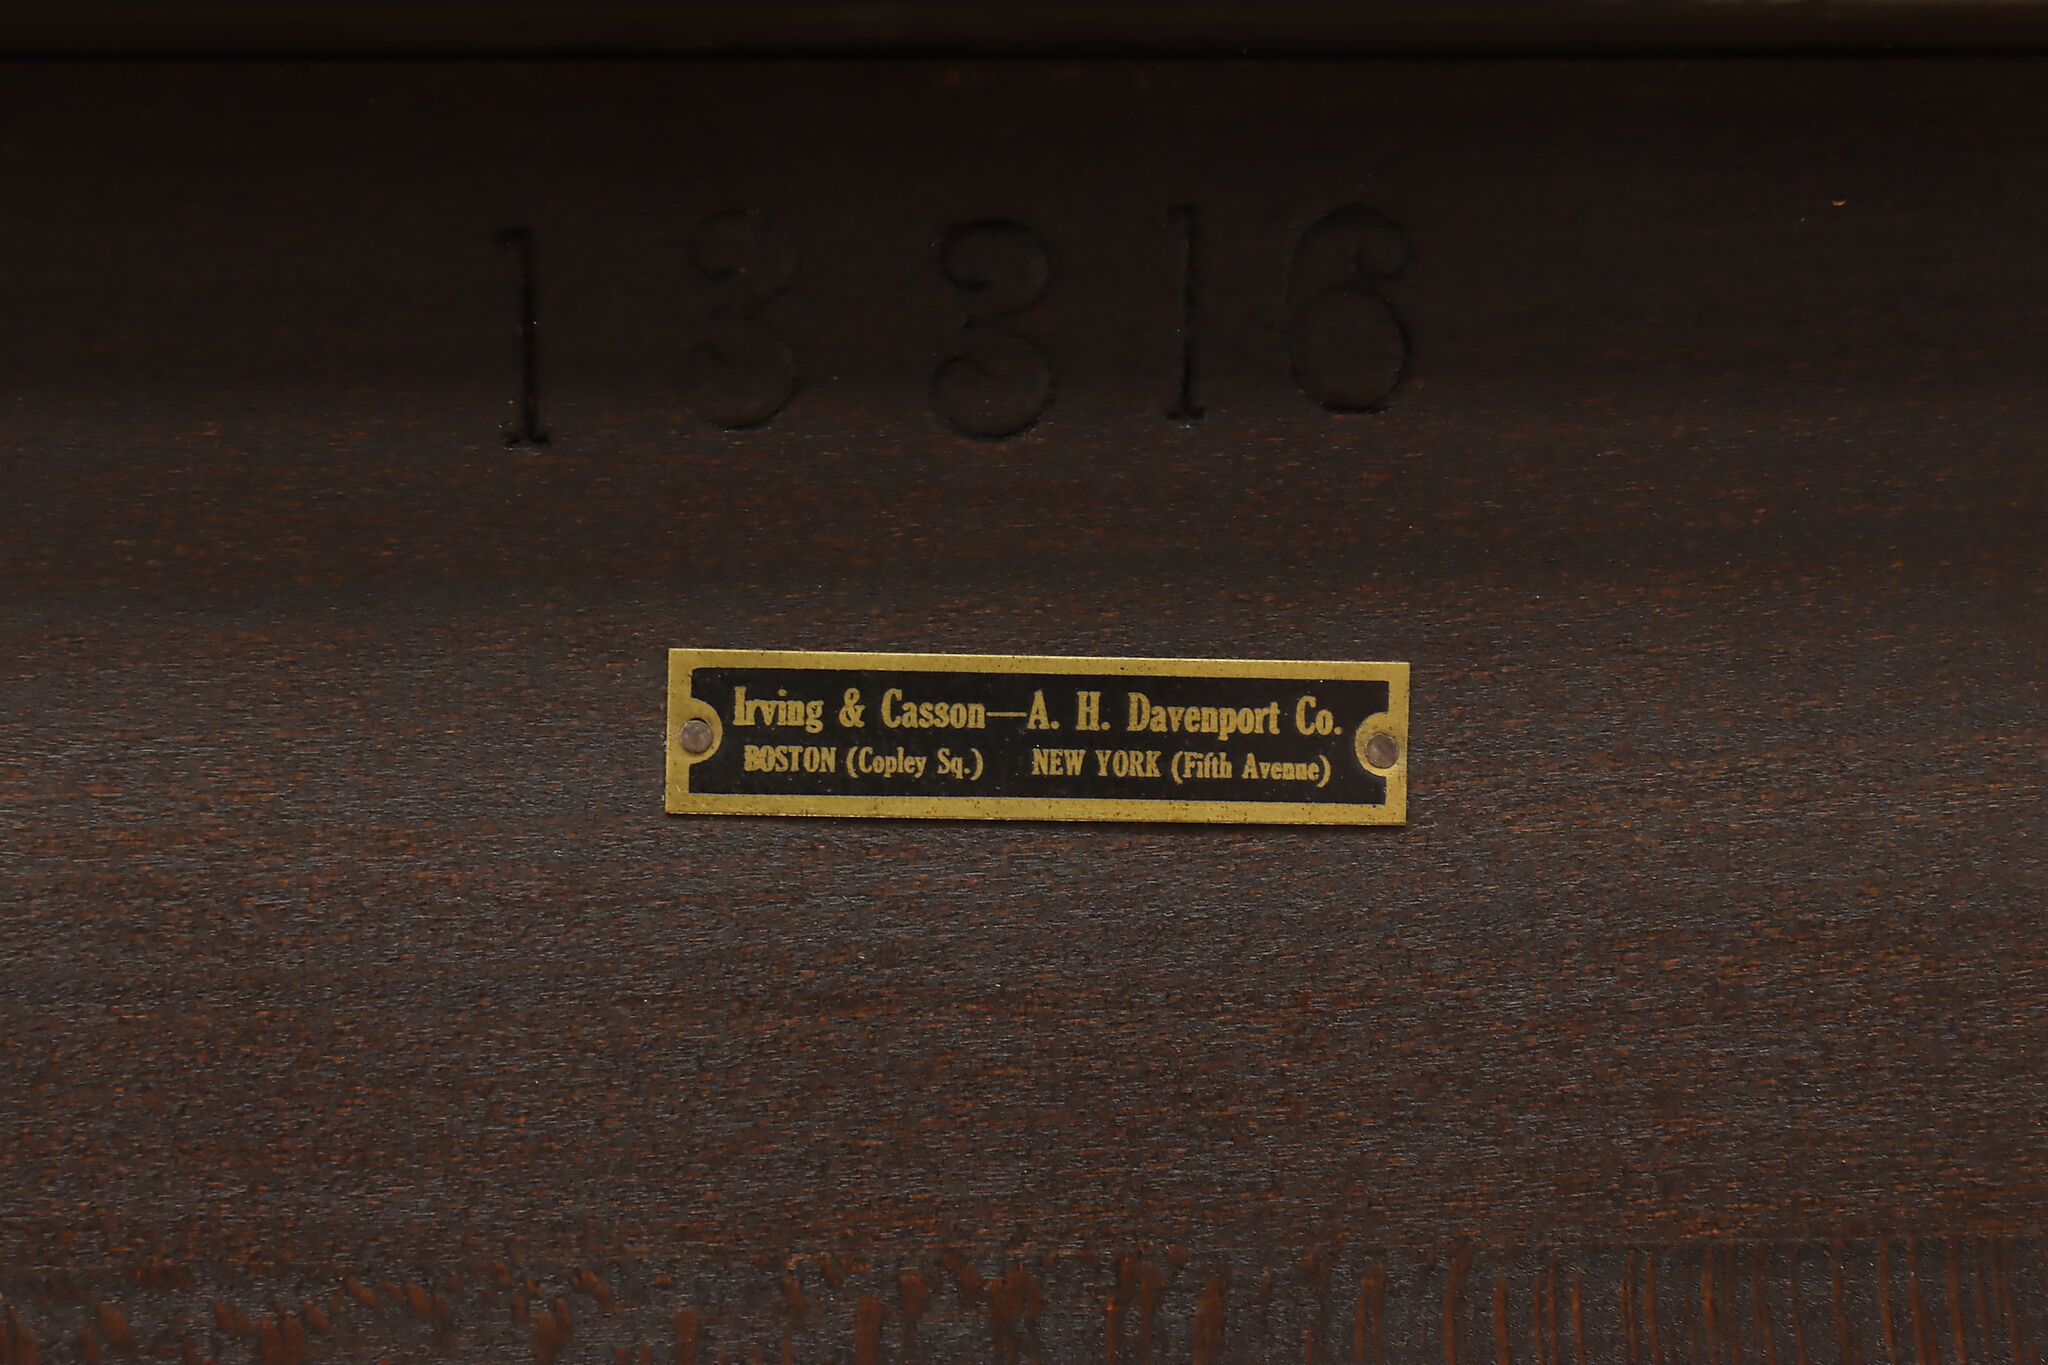 13316
Irving & Casson—A. H. Davenport Co.
BOSTON (Copley Sq.) NEW YORK (Fifth Avenue)